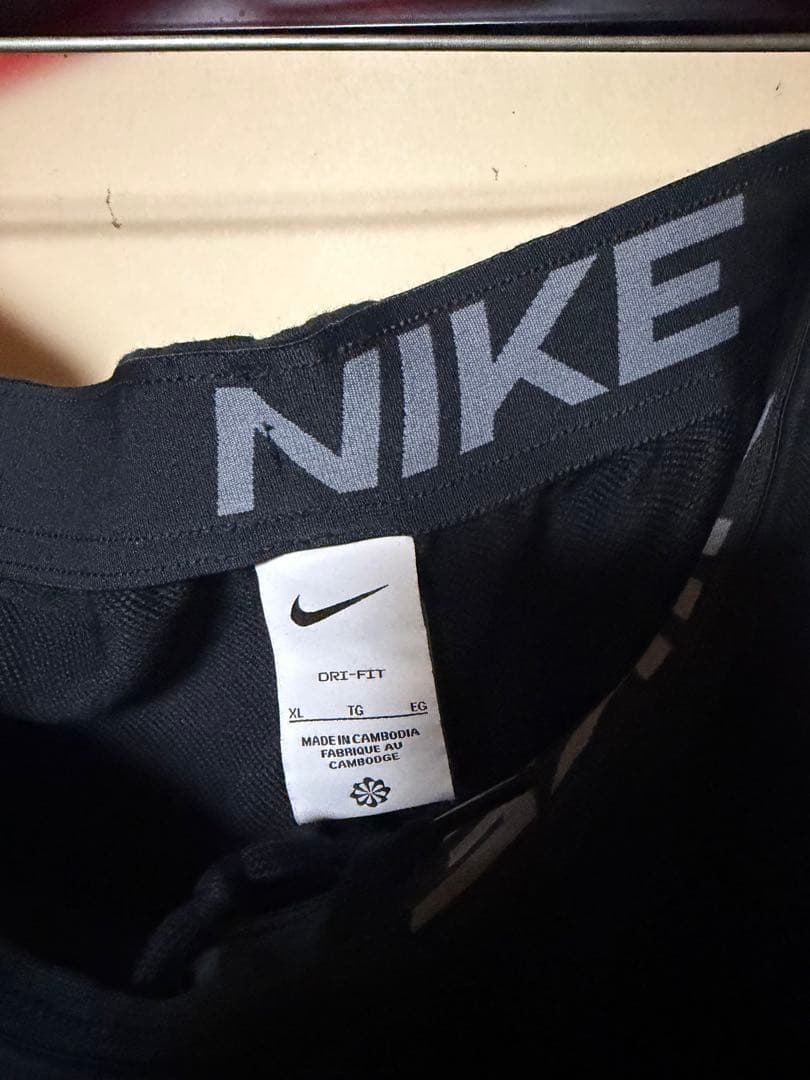 NIKE
DRI-FIT
XL TG EG
MADE IN CAMBODIA
FABRIQUE AU
CAMBODGE